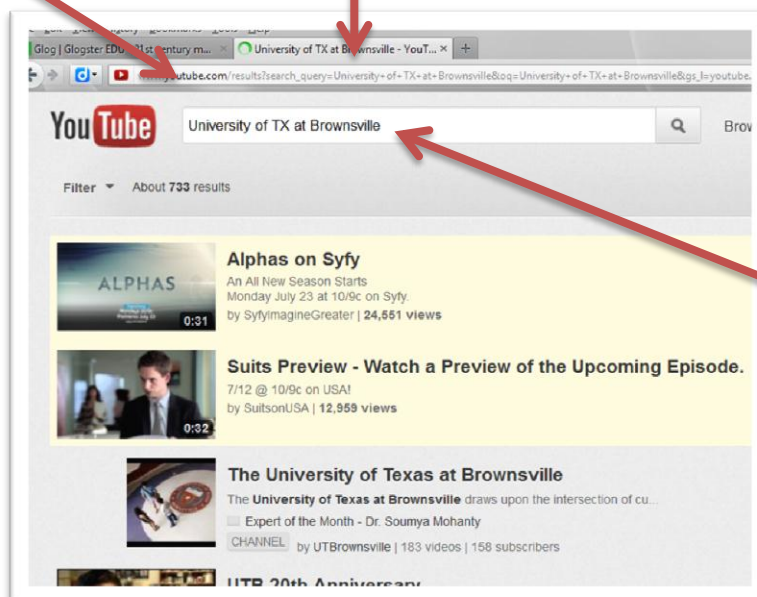 Glog | Glogster EDU
University of TX at Brownsville - YouT... × +
youtube.com/results?search_query=University+of+TX+at+Brownsville&oq=University+of+TX+at+Brownsville&gs_l=youtube.
YouTube
University of TX at Brownsville
Brow
Filter About 733 results
Alphas on Syfy
An All New Season Starts
Monday July 23 at 10/9c on Syfy.
by SyfyImagineGreater | 24,551 views
ALPHAS
0:31
Suits Preview - Watch a Preview of the Upcoming Episode.
7/12 @ 10/9c on USA!
by SuitsonUSA | 12,959 views
0:32
The University of Texas at Brownsville
The University of Texas at Brownsville draws upon the intersection of cu...
Expert of the Month - Dr. Soumya Mohanty
CHANNEL by UTBrownsville | 183 videos | 158 subscribers
UTB 20th Anniversary